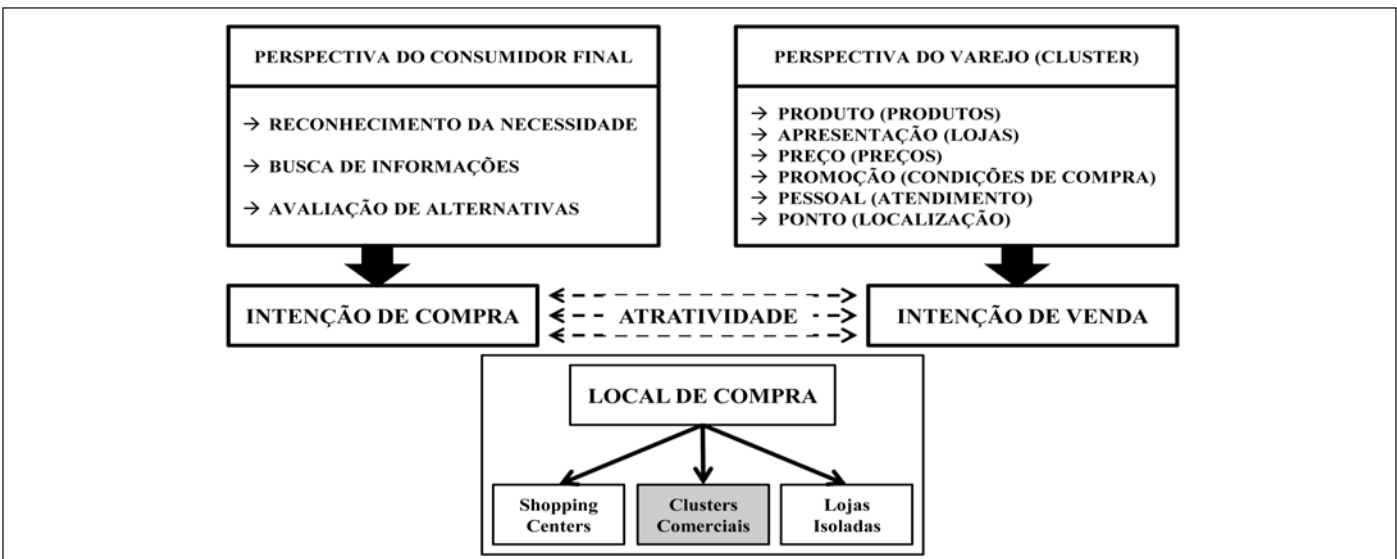 PERSPECTIVA DO CONSUMIDOR FINAL
→ RECONHECIMENTO DA NECESSIDADE
→ BUSCA DE INFORMAÇÕES
→ AVALIAÇÃO DE ALTERNATIVAS
PERSPECTIVA DO VAREJO (CLUSTER)
→ PRODUTO (PRODUTOS)
→ APRESENTAÇÃO (LOJAS)
→ PREÇO (PREÇOS)
→ PROMOÇÃO (CONDIÇÕES DE COMPRA)
→ PESSOAL (ATENDIMENTO)
→ PONTO (LOCALIZAÇÃO)
INTENÇÃO DE COMPRA
ATRATIVIDADE
INTENÇÃO DE VENDA
LOCAL DE COMPRA
Shopping
Centers
Clusters
Comerciais
Lojas
Isoladas